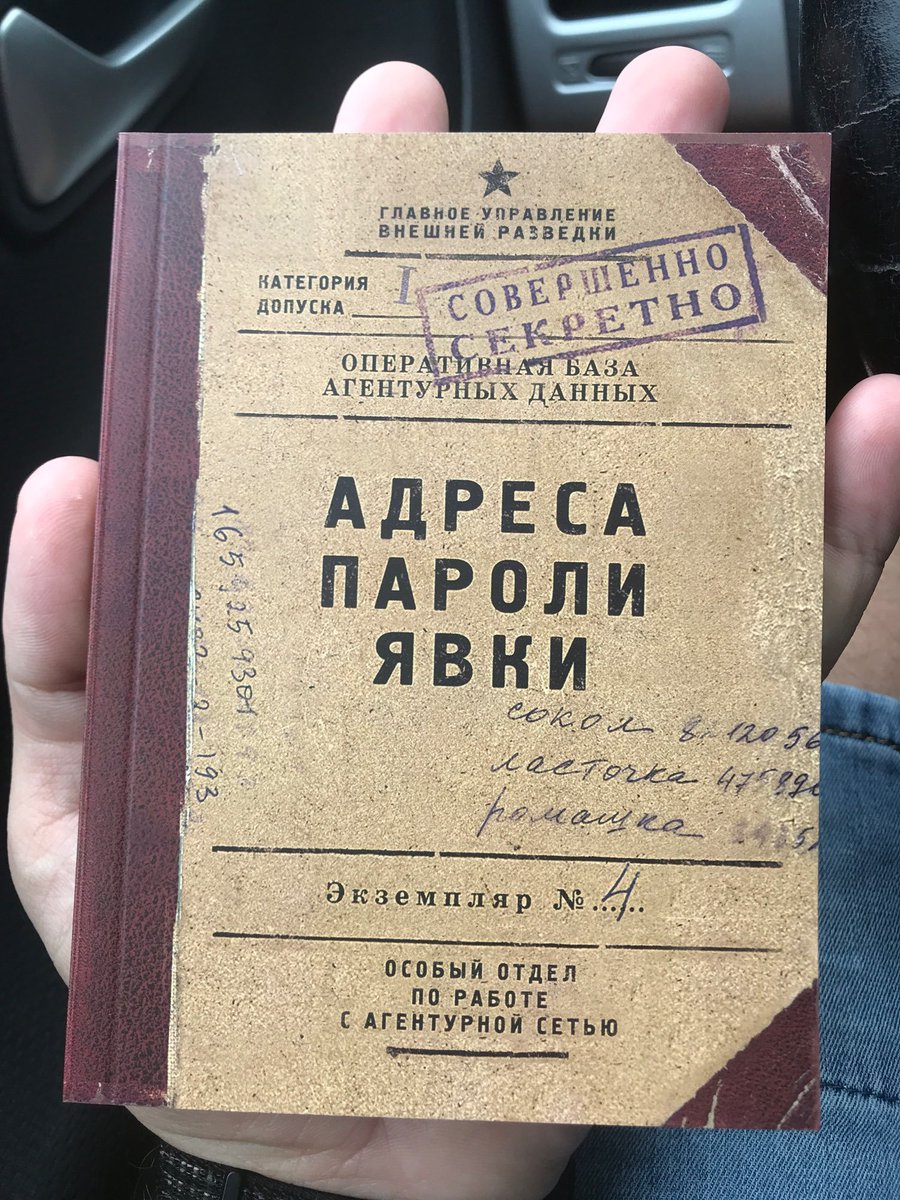 ГЛАВНОЕ УПРАВЛЕНИЕ
ВНЕШНЕЙ РАЗВЕДКИ
КАТЕГОРИЯ
ДОПУСКА I
СОВЕРШЕННО
СЕКРЕТНО
ОПЕРАТИВНАЯ БАЗА
АГЕНТУРНЫХ ДАННЫХ
АДРЕСА
ПАРОЛИ
ЯВКИ
сокол
ласточка
ромашка
Экземпляр №...4...
ОСОБЫЙ ОТДЕЛ
ПО РАБОТЕ
С АГЕНТУРНОЙ СЕТЬЮ